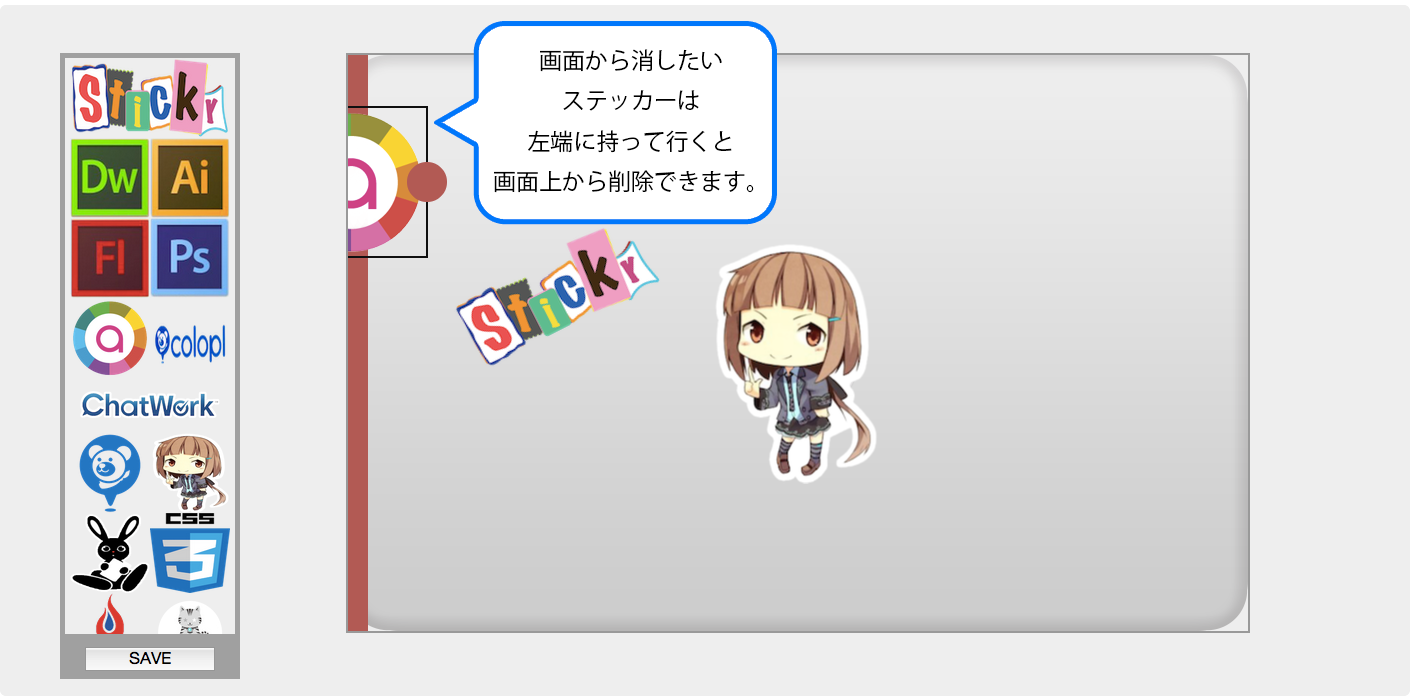 Sticky
Dw Ai
Fl Ps
a colopl
ChatWork
CSS
3
SAVE
画面から消したい
ステッカーは
左端に持って行くと
画面上から削除できます。
a
Sticky